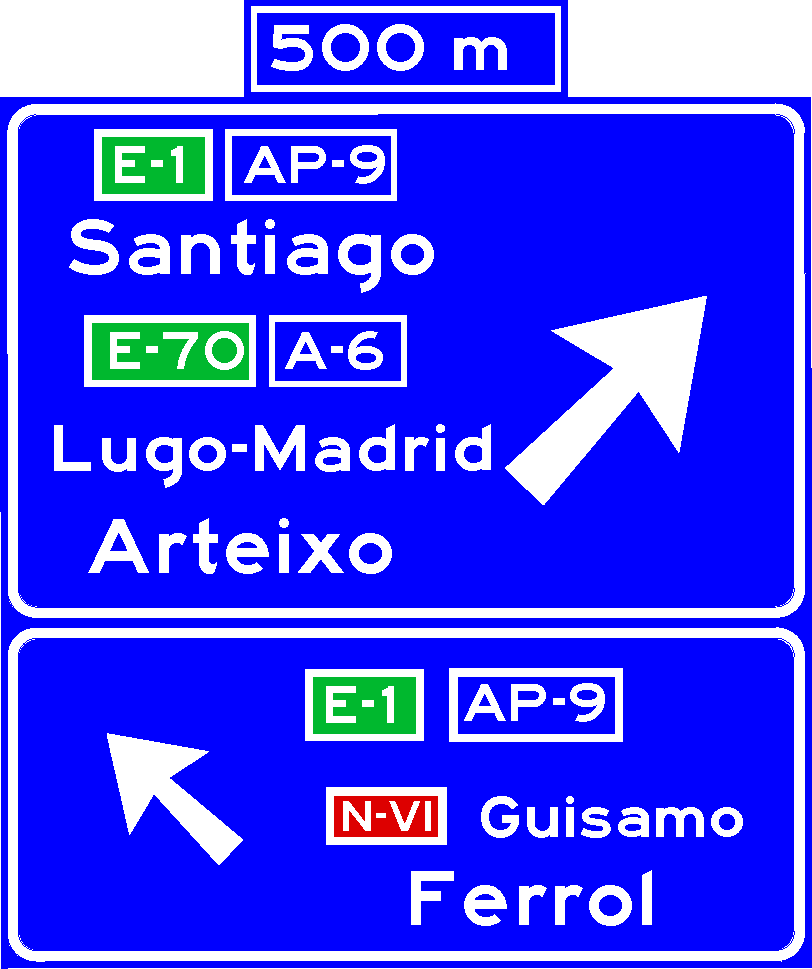 500 m
E-1 AP-9
Santiago
E-70 A-6
Lugo-Madrid
Arteixo
E-1 AP-9
N-VI Guisamo
Ferrol